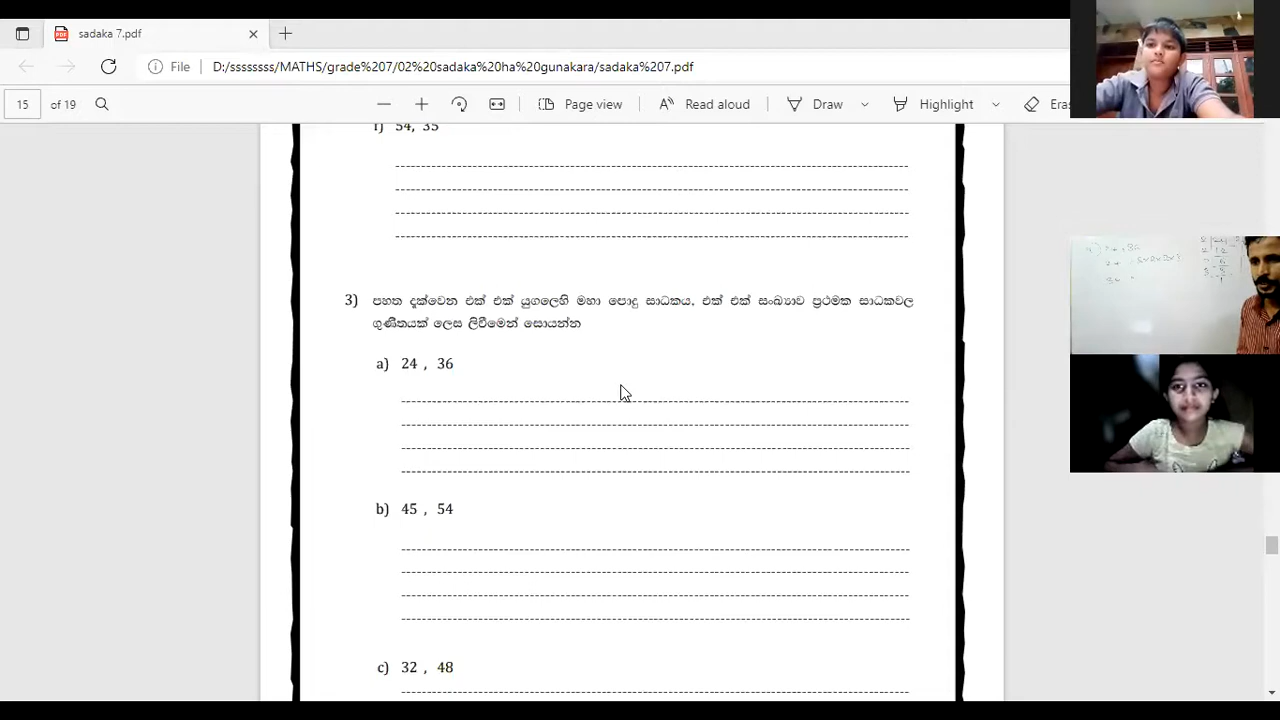 sadaka 7.pdf
File D:/ssssssss/MATHS/grade%207/02%20sadaka%20ha%20gunakara/sadaka%207.pdf
15 of 19 Page view Read aloud Draw Highlight
f) 54, 35
3) පහත දැක්වෙන එක් එක් යුගලෙහි මහා පොදු සාධකය, එක් එක් සංඛ්‍යාව ප්‍රථමක සාධකවල
ගුණිතයක් ලෙස ලිවීමෙන් සොයන්න
a) 24 , 36
b) 45 , 54
c) 32 , 48